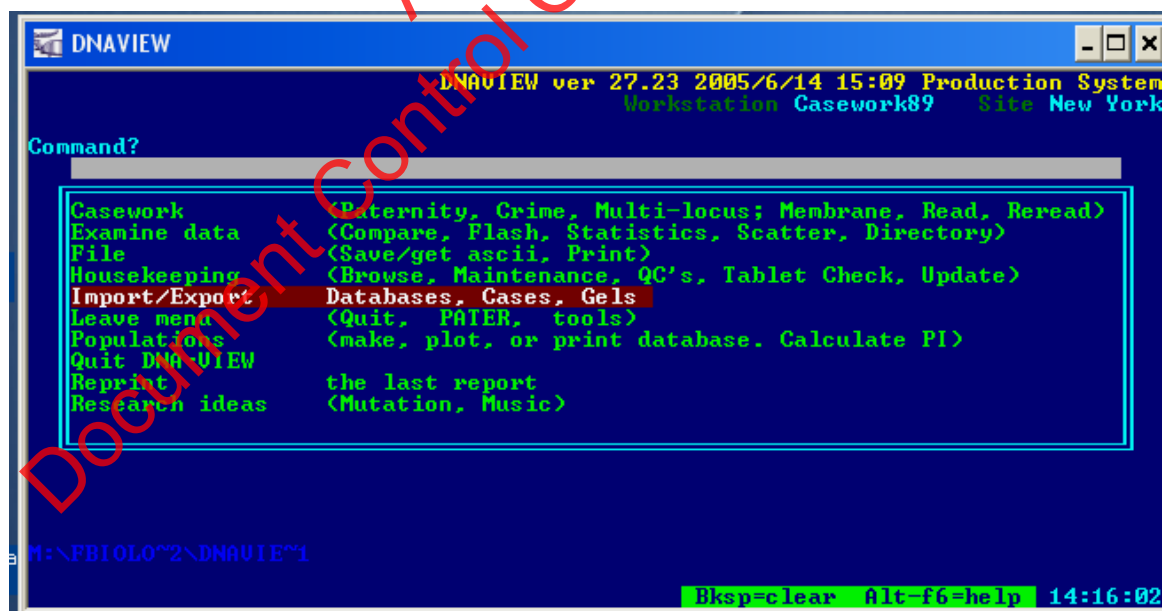 DNAVIEW
DNAVIEW ver 27.23 2005/6/14 15:09 Production System
Workstation Casework89 Site New York
Command?
Casework (Paternity, Crime, Multi-locus; Membrane, Read, Reread)
Examine data (Compare, Flash, Statistics, Scatter, Directory)
File (Save/get ascii, Print)
Housekeeping (Browse, Maintenance, QC's, Tablet Check, Update)
Import/Export Databases, Cases, Gels
Leave menu (Quit, PATER, tools)
Populations (make, plot, or print database. Calculate PI)
Quit DNA·VIEW
Reprint the last report
Research ideas (Mutation, Music)
M:\FBIOLO~2\DNAVIE~1
Bksp=clear Alt-f6=help 14:16:02
Document Control